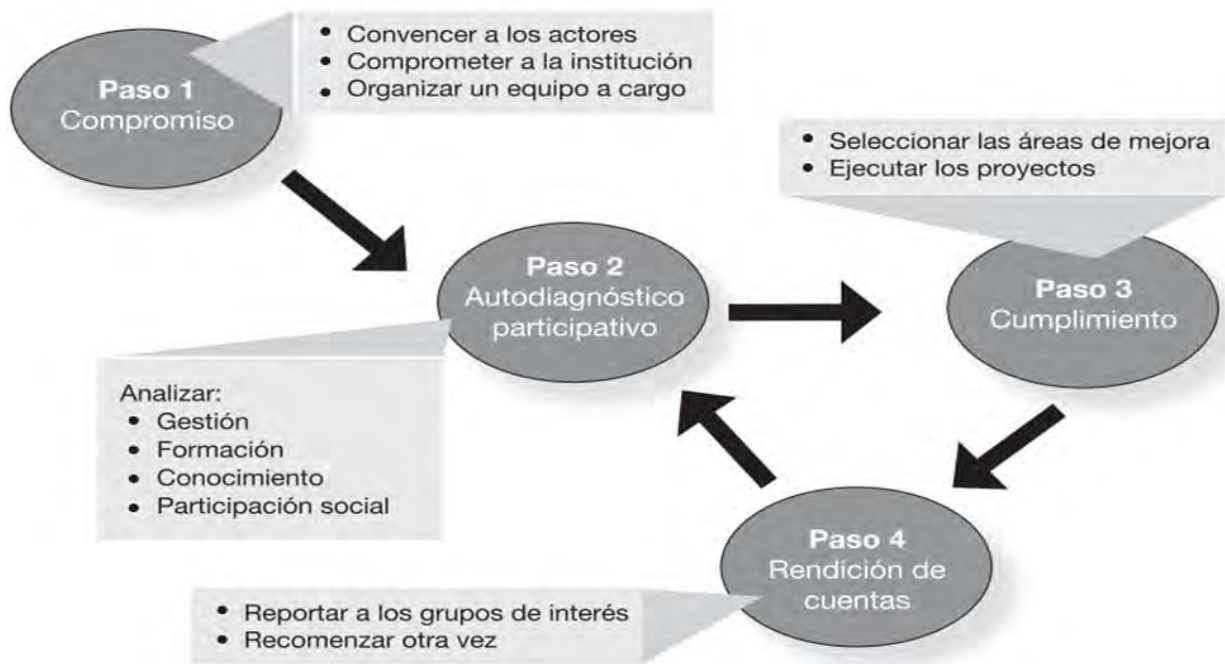 Paso 1
Compromiso
• Convencer a los actores
• Comprometer a la institución
• Organizar un equipo a cargo
Paso 2
Autodiagnóstico
participativo
Analizar:
• Gestión
• Formación
• Conocimiento
• Participación social
• Seleccionar las áreas de mejora
• Ejecutar los proyectos
Paso 3
Cumplimiento
Paso 4
Rendición de
cuentas
• Reportar a los grupos de interés
• Recomenzar otra vez